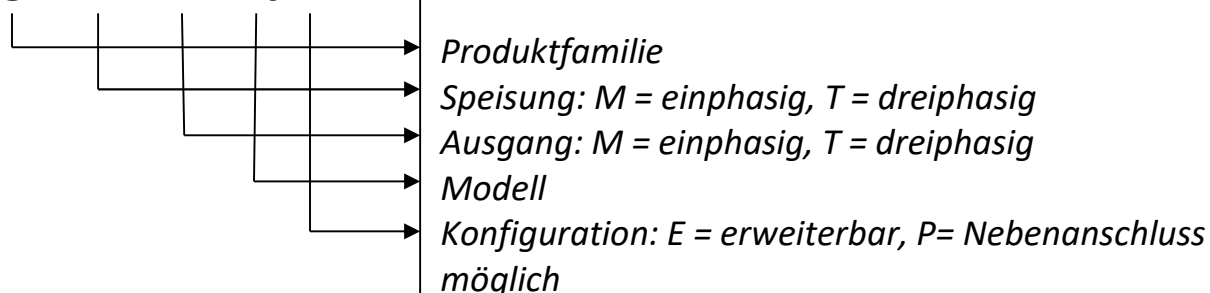 Produktfamilie
Speisung: M = einphasig, T = dreiphasig
Ausgang: M = einphasig, T = dreiphasig
Modell
Konfiguration: E = erweiterbar, P= Nebenanschluss
möglich